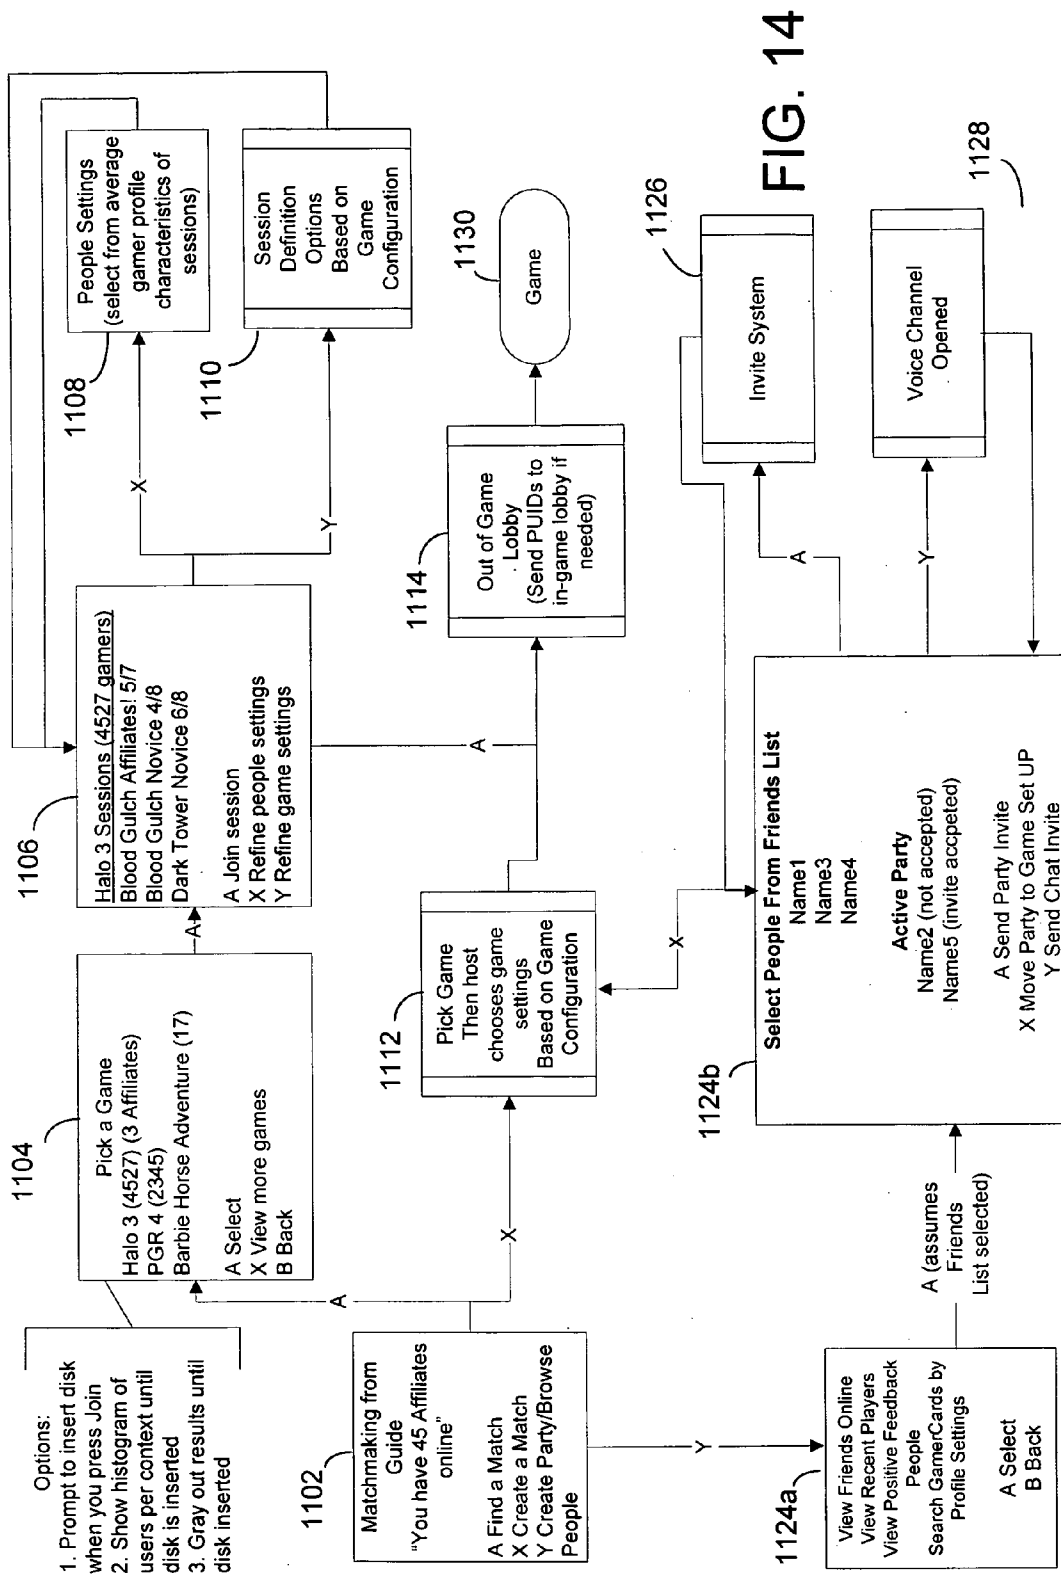 Options:
1. Prompt to insert disk
when you press Join
2. Show histogram of
users per context until
disk is inserted
3. Gray out results until
disk inserted
1104
Pick a Game
Halo 3 (4527) (3 Affiliates)
PGR 4 (2345)
Barbie Horse Adventure (17)
A Select
X View more games
B Back
A
1106
Halo 3 Sessions (4527 gamers)
Blood Gulch Affiliates! 5/7
Blood Gulch Novice 4/8
Dark Tower Novice 6/8
A Join session
X Refine people settings
Y Refine game settings
X
Y
1108
People Settings
(select from average
gamer profile
characteristics of
sessions)
1110
Session
Definition
Options
Based on
Game
Configuration
1102
Matchmaking from
Guide
"You have 45 Affiliates
online"
A Find a Match
X Create a Match
Y Create Party/Browse
People
A
X
Y
1112
Pick Game
Then host
chooses game
settings
Based on Game
Configuration
A
X
1114
Out of Game
Lobby
(Send PUIDs to
in-game lobby if
needed)
1130
Game
1124a
View Friends Online
View Recent Players
View Positive Feedback
People
Search GamerCards by
Profile Settings
A Select
B Back
A (assumes
Friends
List selected)
1124b
Select People From Friends List
Name1
Name3
Name4
Active Party
Name2 (not accepted)
Name5 (invite accpeted)
A Send Party Invite
X Move Party to Game Set UP
Y Send Chat Invite
A
Y
1126
Invite System
Voice Channel
Opened
1128
FIG. 14